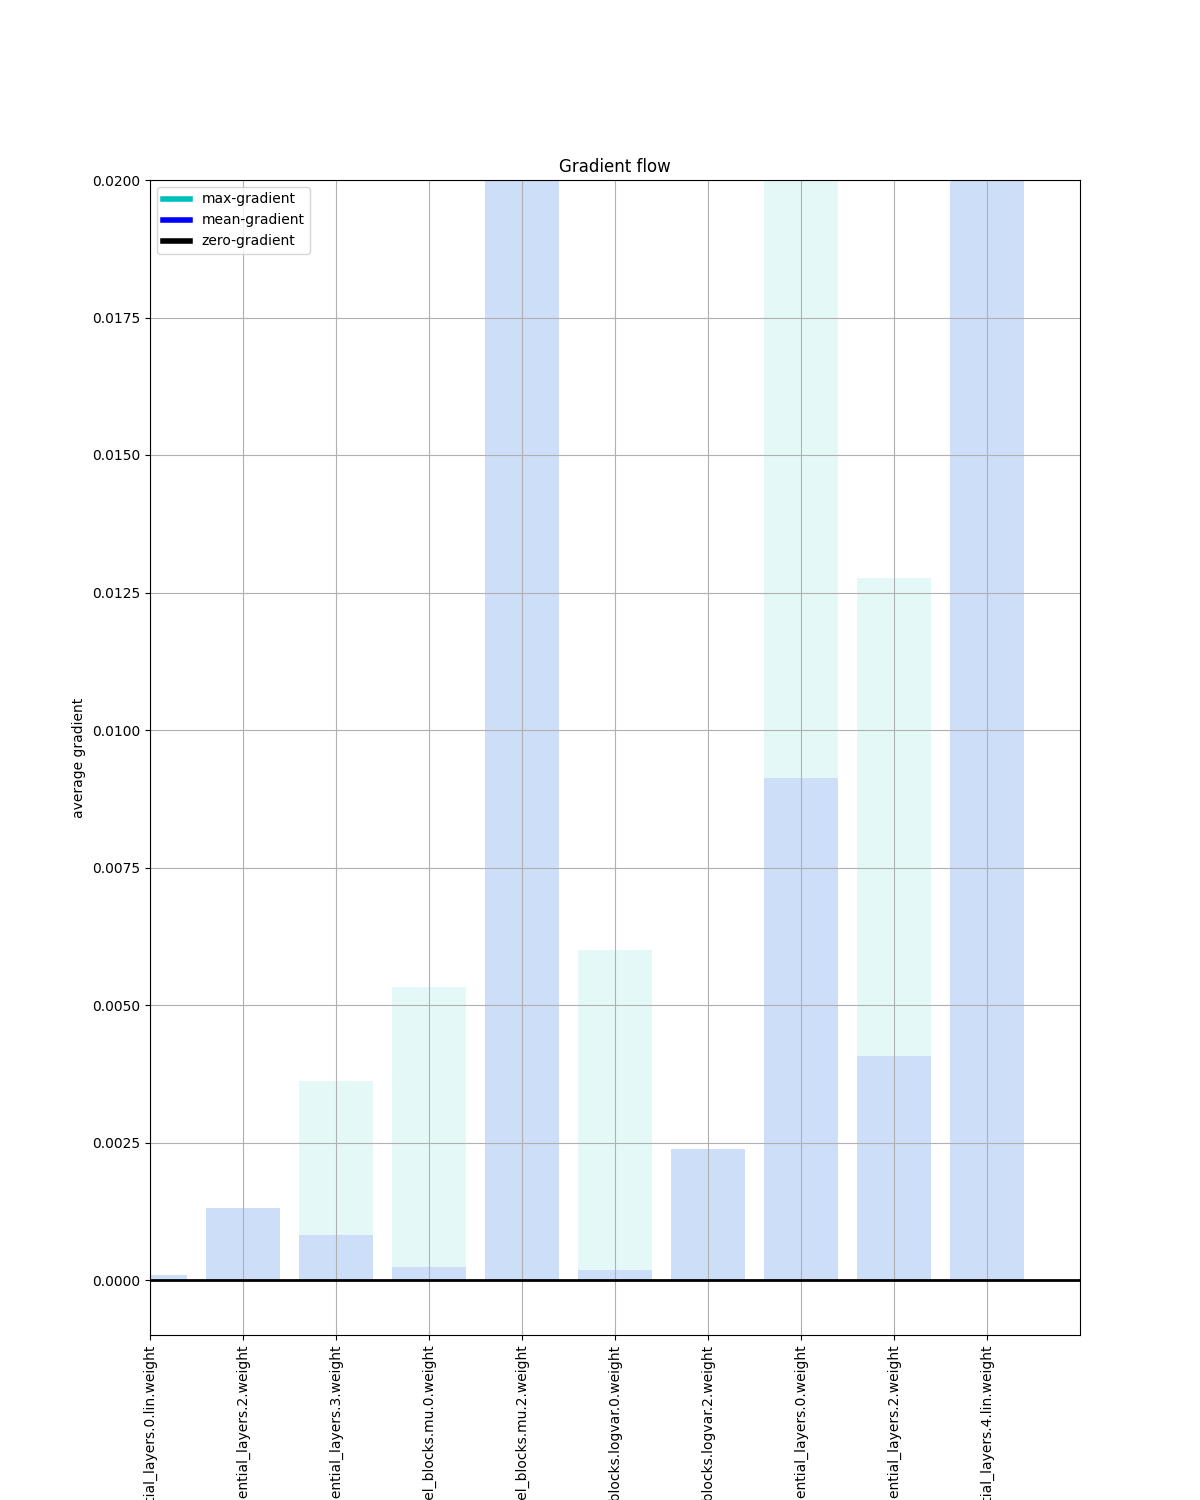 Gradient flow
max-gradient
mean-gradient
zero-gradient
0.0200
0.0175
0.0150
0.0125
0.0100
0.0075
0.0050
0.0025
0.0000
average gradient
tial_layers.0.lin.weight
ential_layers.2.weight
ential_layers.3.weight
el_blocks.mu.0.weight
el_blocks.mu.2.weight
blocks.logvar.0.weight
blocks.logvar.2.weight
ential_layers.0.weight
ential_layers.2.weight
tial_layers.4.lin.weight